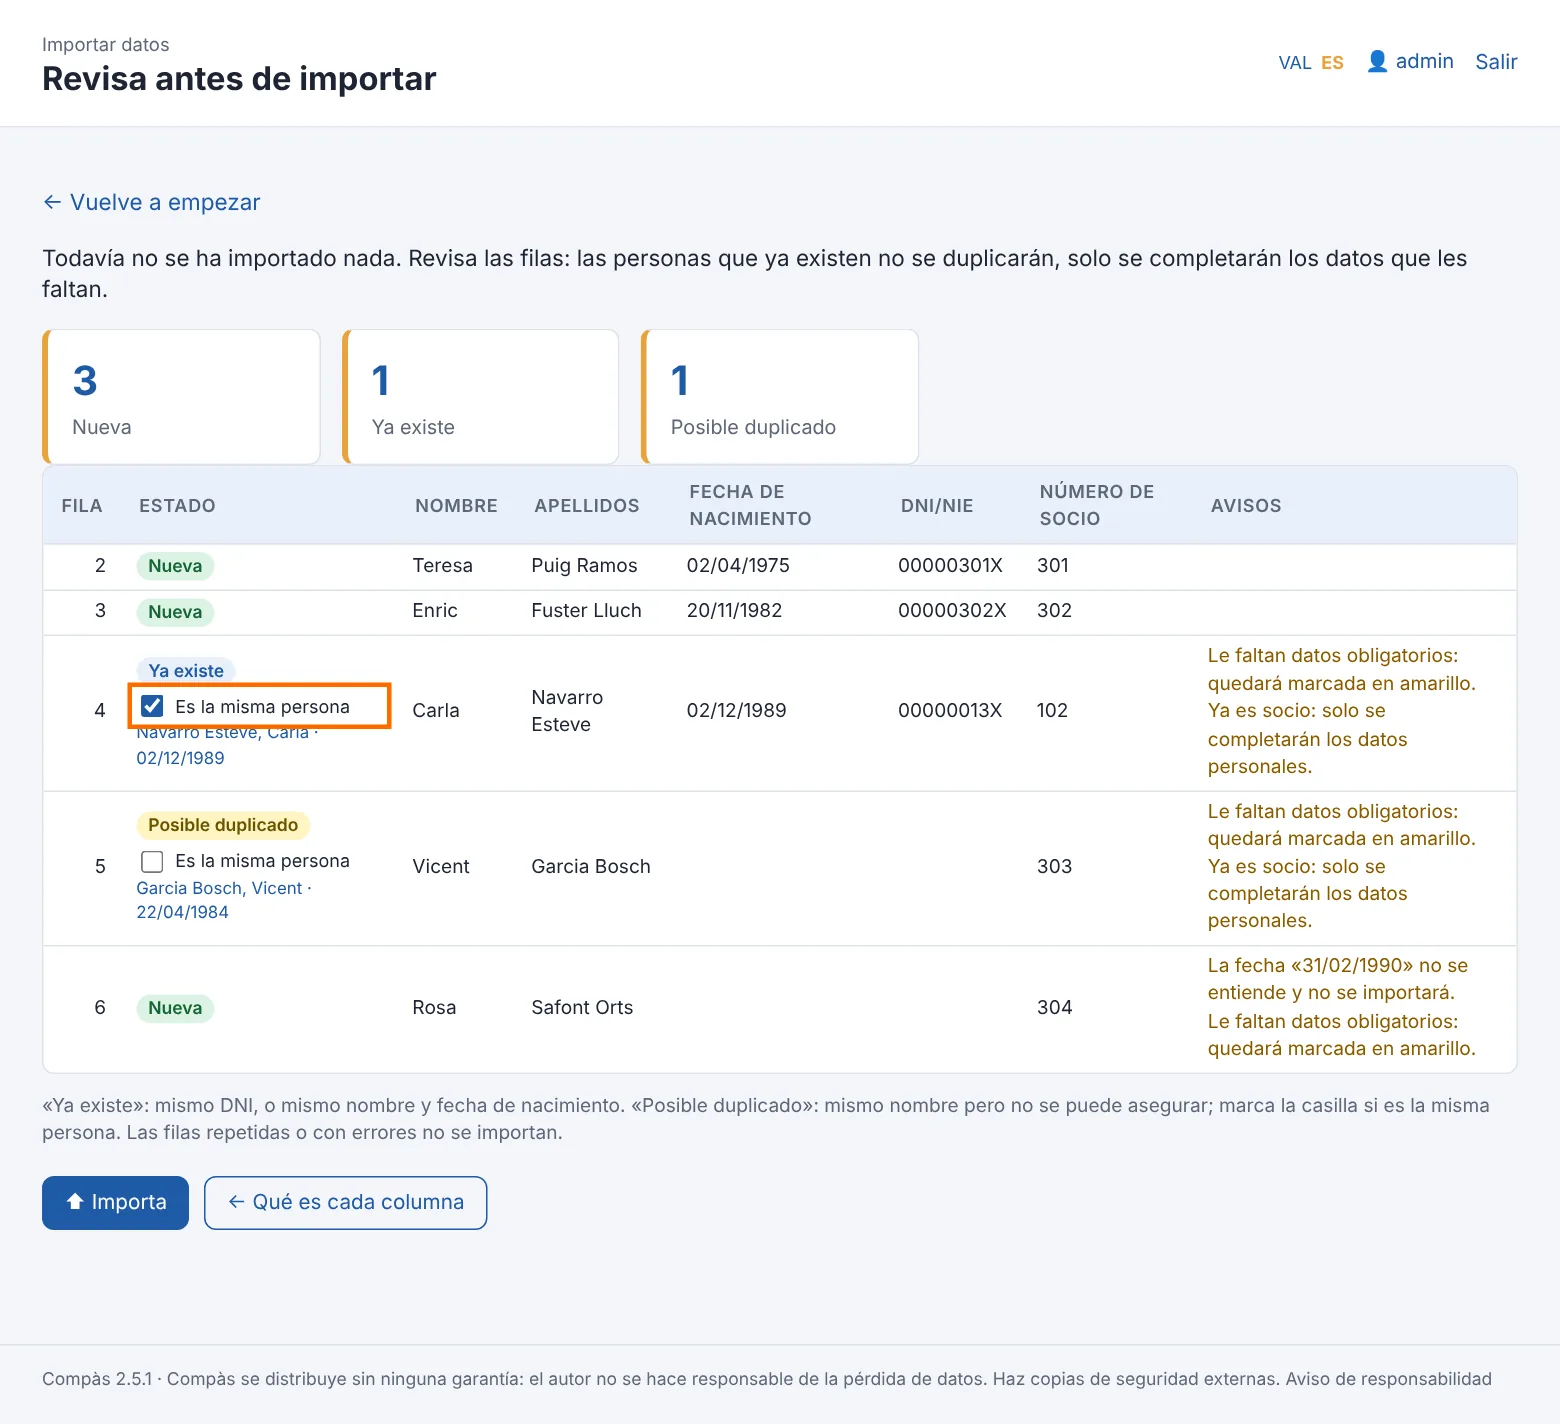 Importar datos
Revisa antes de importar
VAL ES 👤 admin Salir
← Vuelve a empezar
Todavía no se ha importado nada. Revisa las filas: las personas que ya existen no se duplicarán, solo se completarán los datos que les
faltan.
3
Nueva
1
Ya existe
1
Posible duplicado
FILA ESTADO NOMBRE APELLIDOS FECHA DE NACIMIENTO DNI/NIE NÚMERO DE SOCIO AVISOS
2 Nueva Teresa Puig Ramos 02/04/1975 00000301X 301
3 Nueva Enric Fuster Lluch 20/11/1982 00000302X 302
4
Ya existe
Es la misma persona
Navarro Esteve, Carla ·
02/12/1989
Carla
Navarro
Esteve
02/12/1989
00000013X
102
Le faltan datos obligatorios:
quedará marcada en amarillo.
Ya es socio: solo se
completarán los datos
personales.
5
Posible duplicado
Es la misma persona
Garcia Bosch, Vicent ·
22/04/1984
Vicent
Garcia Bosch
303
Le faltan datos obligatorios:
quedará marcada en amarillo.
Ya es socio: solo se
completarán los datos
personales.
6
Nueva
Rosa
Safont Orts
304
La fecha «31/02/1990» no se
entiende y no se importará.
Le faltan datos obligatorios:
quedará marcada en amarillo.
«Ya existe»: mismo DNI, o mismo nombre y fecha de nacimiento. «Posible duplicado»: mismo nombre pero no se puede asegurar; marca la casilla si es la misma
persona. Las filas repetidas o con errores no se importan.
⬆ Importa
← Qué es cada columna
Compàs 2.5.1 · Compàs se distribuye sin ninguna garantía: el autor no se hace responsable de la pérdida de datos. Haz copias de seguridad externas. Aviso de responsabilidad